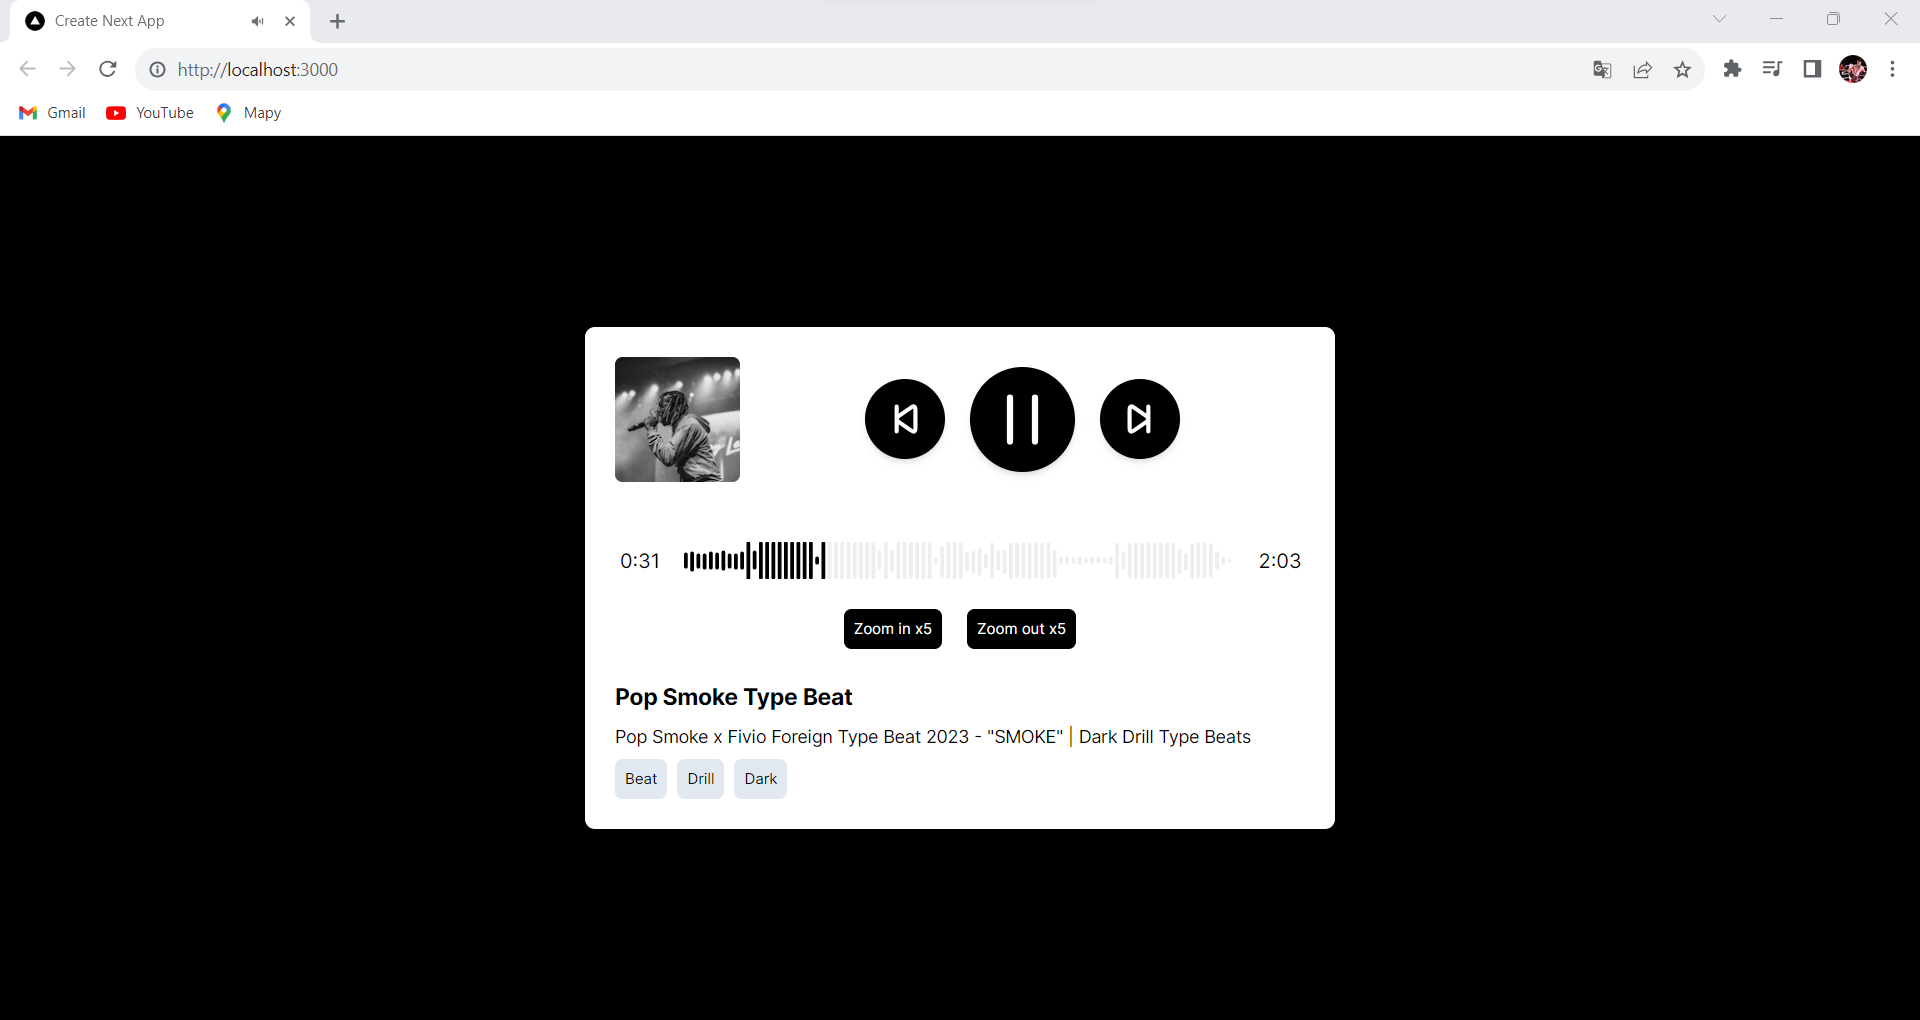 Create Next App
http://localhost:3000
Gmail YouTube Mapy
0:31 2:03
Zoom in x5 Zoom out x5
Pop Smoke Type Beat
Pop Smoke x Fivio Foreign Type Beat 2023 - "SMOKE" | Dark Drill Type Beats
Beat Drill Dark